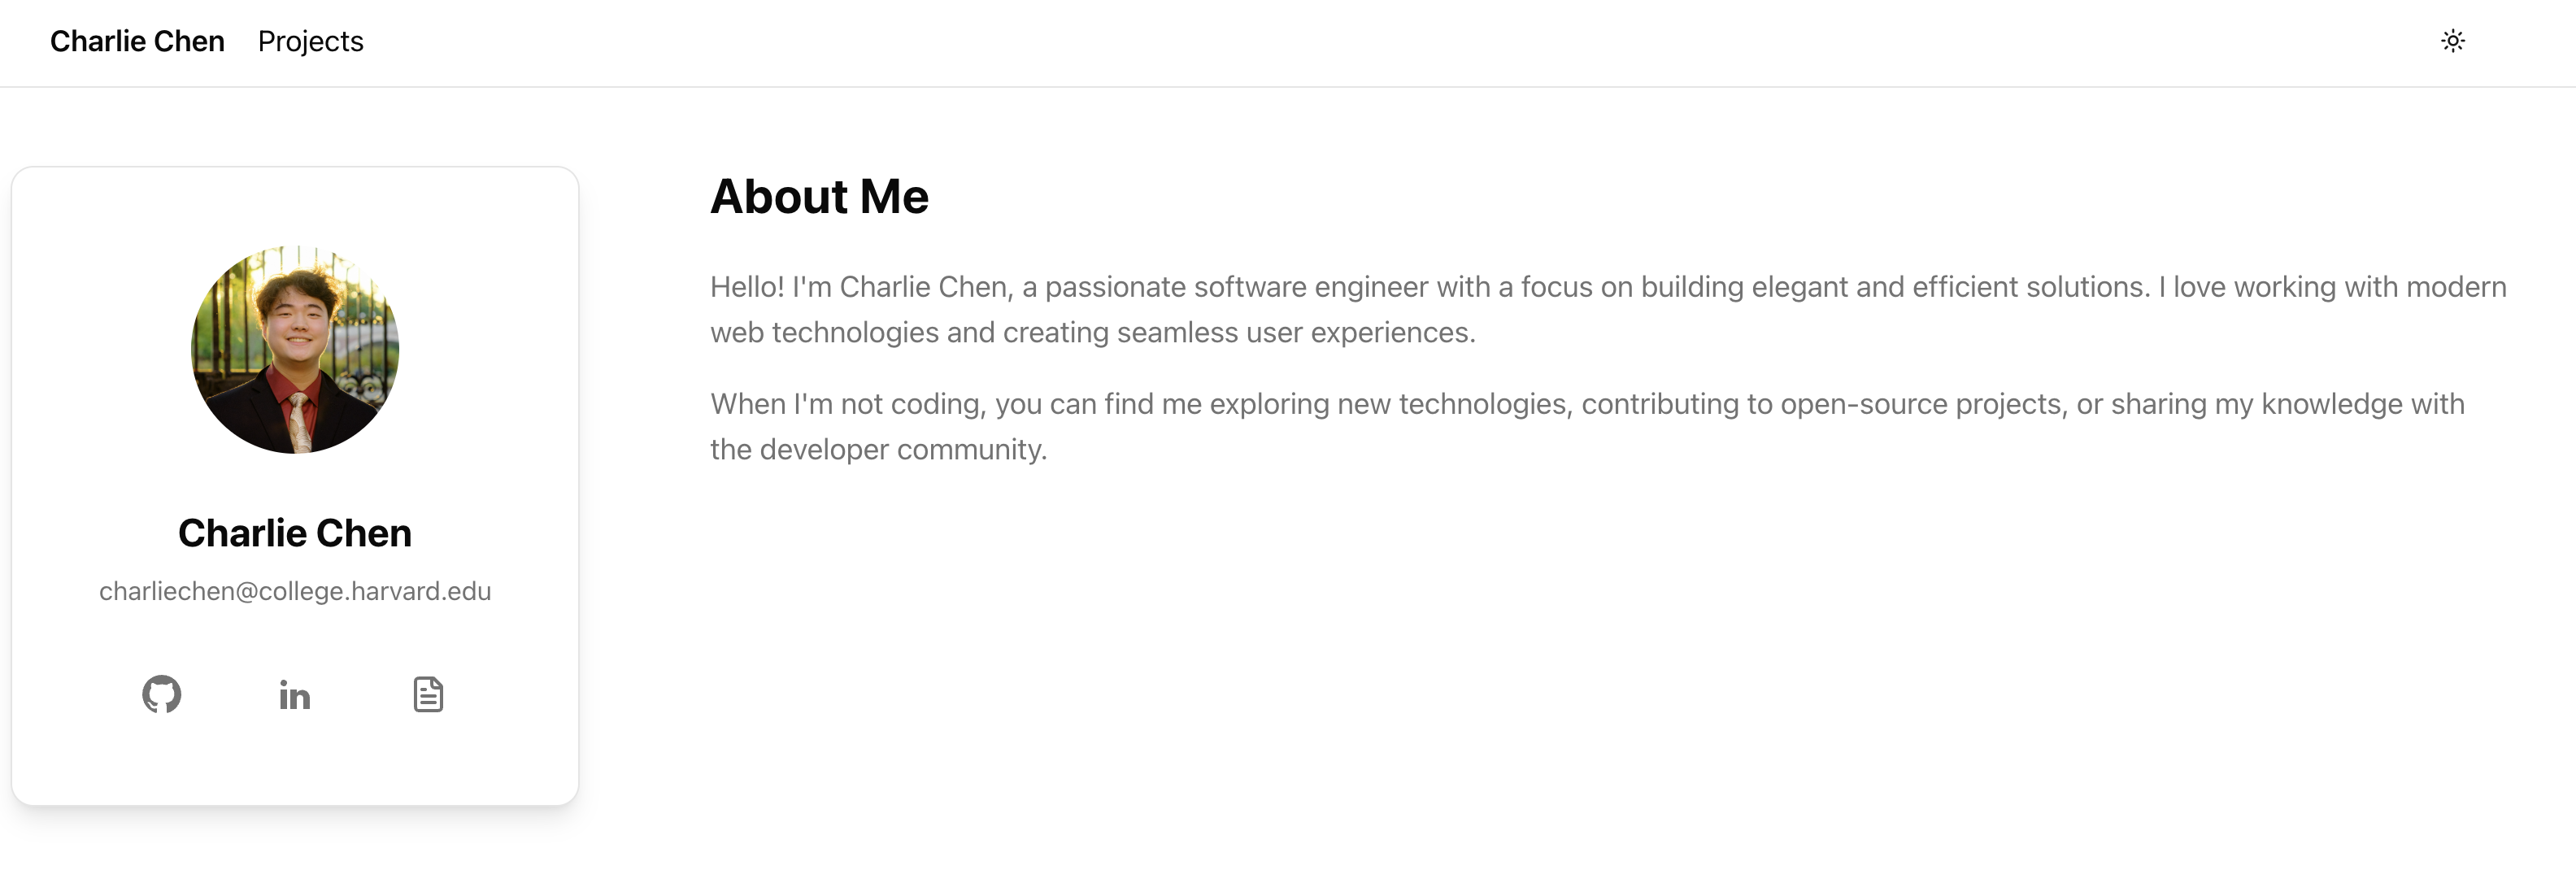 Charlie Chen
Projects
Charlie Chen
charliechen@college.harvard.edu
in
About Me
Hello! I'm Charlie Chen, a passionate software engineer with a focus on building elegant and efficient solutions. I love working with modern
web technologies and creating seamless user experiences.
When I'm not coding, you can find me exploring new technologies, contributing to open-source projects, or sharing my knowledge with
the developer community.